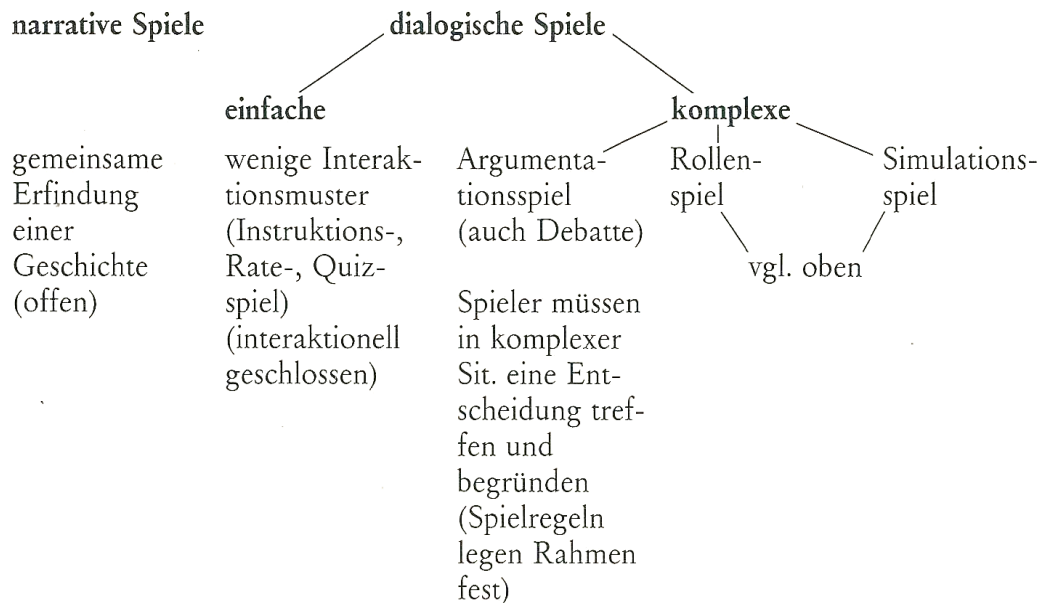 narrative Spiele
dialogische Spiele
einfache
komplexe
gemeinsame
Erfindung
einer
Geschichte
(offen)
wenige Interak-
tionsmuster
(Instruktions-,
Rate-, Quiz-
spiel)
(interaktionell
geschlossen)
Argumenta-
tionsspiel
(auch Debatte)
Spieler müssen
in komplexer
Sit. eine Ent-
scheidung tref-
fen und
begründen
(Spielregeln
legen Rahmen
fest)
Rollen-
spiel
Simulations-
spiel
vgl. oben